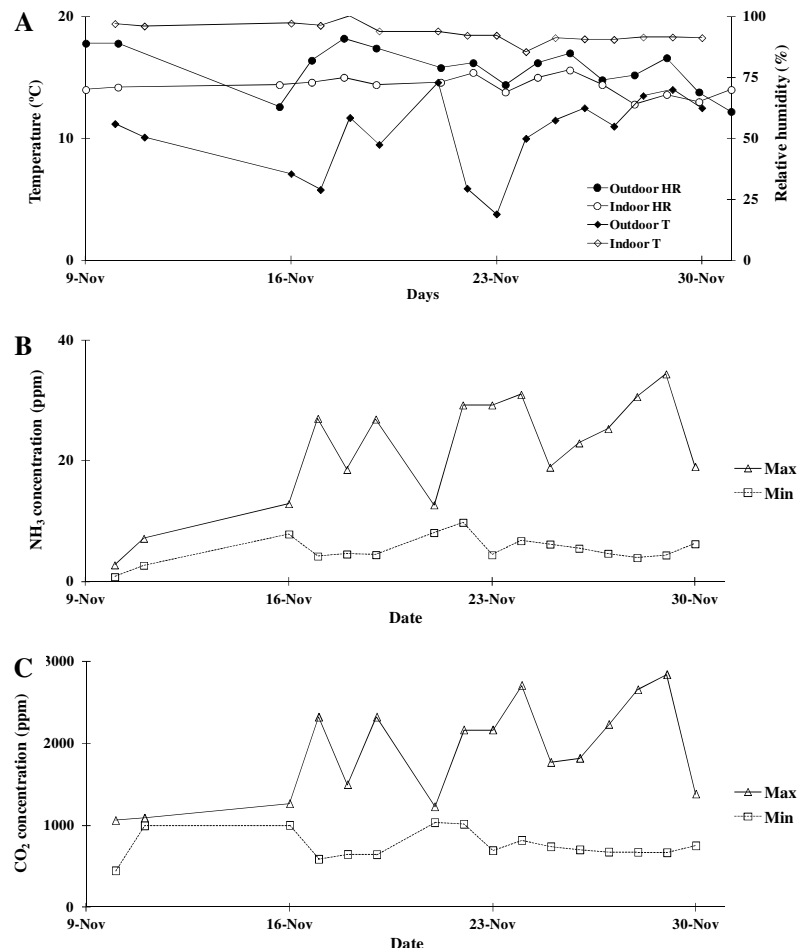 A
Temperature (ºC)
20
10
0
100
75
50
25
0
Relative humidity (%)
Outdoor HR
Indoor HR
Outdoor T
Indoor T
9-Nov 16-Nov 23-Nov 30-Nov
Days
B
NH3 concentration (ppm)
40
20
0
Max
Min
9-Nov 16-Nov 23-Nov 30-Nov
Date
C
CO2 concentration (ppm)
3000
2000
1000
0
Max
Min
9-Nov 16-Nov 23-Nov 30-Nov
Date